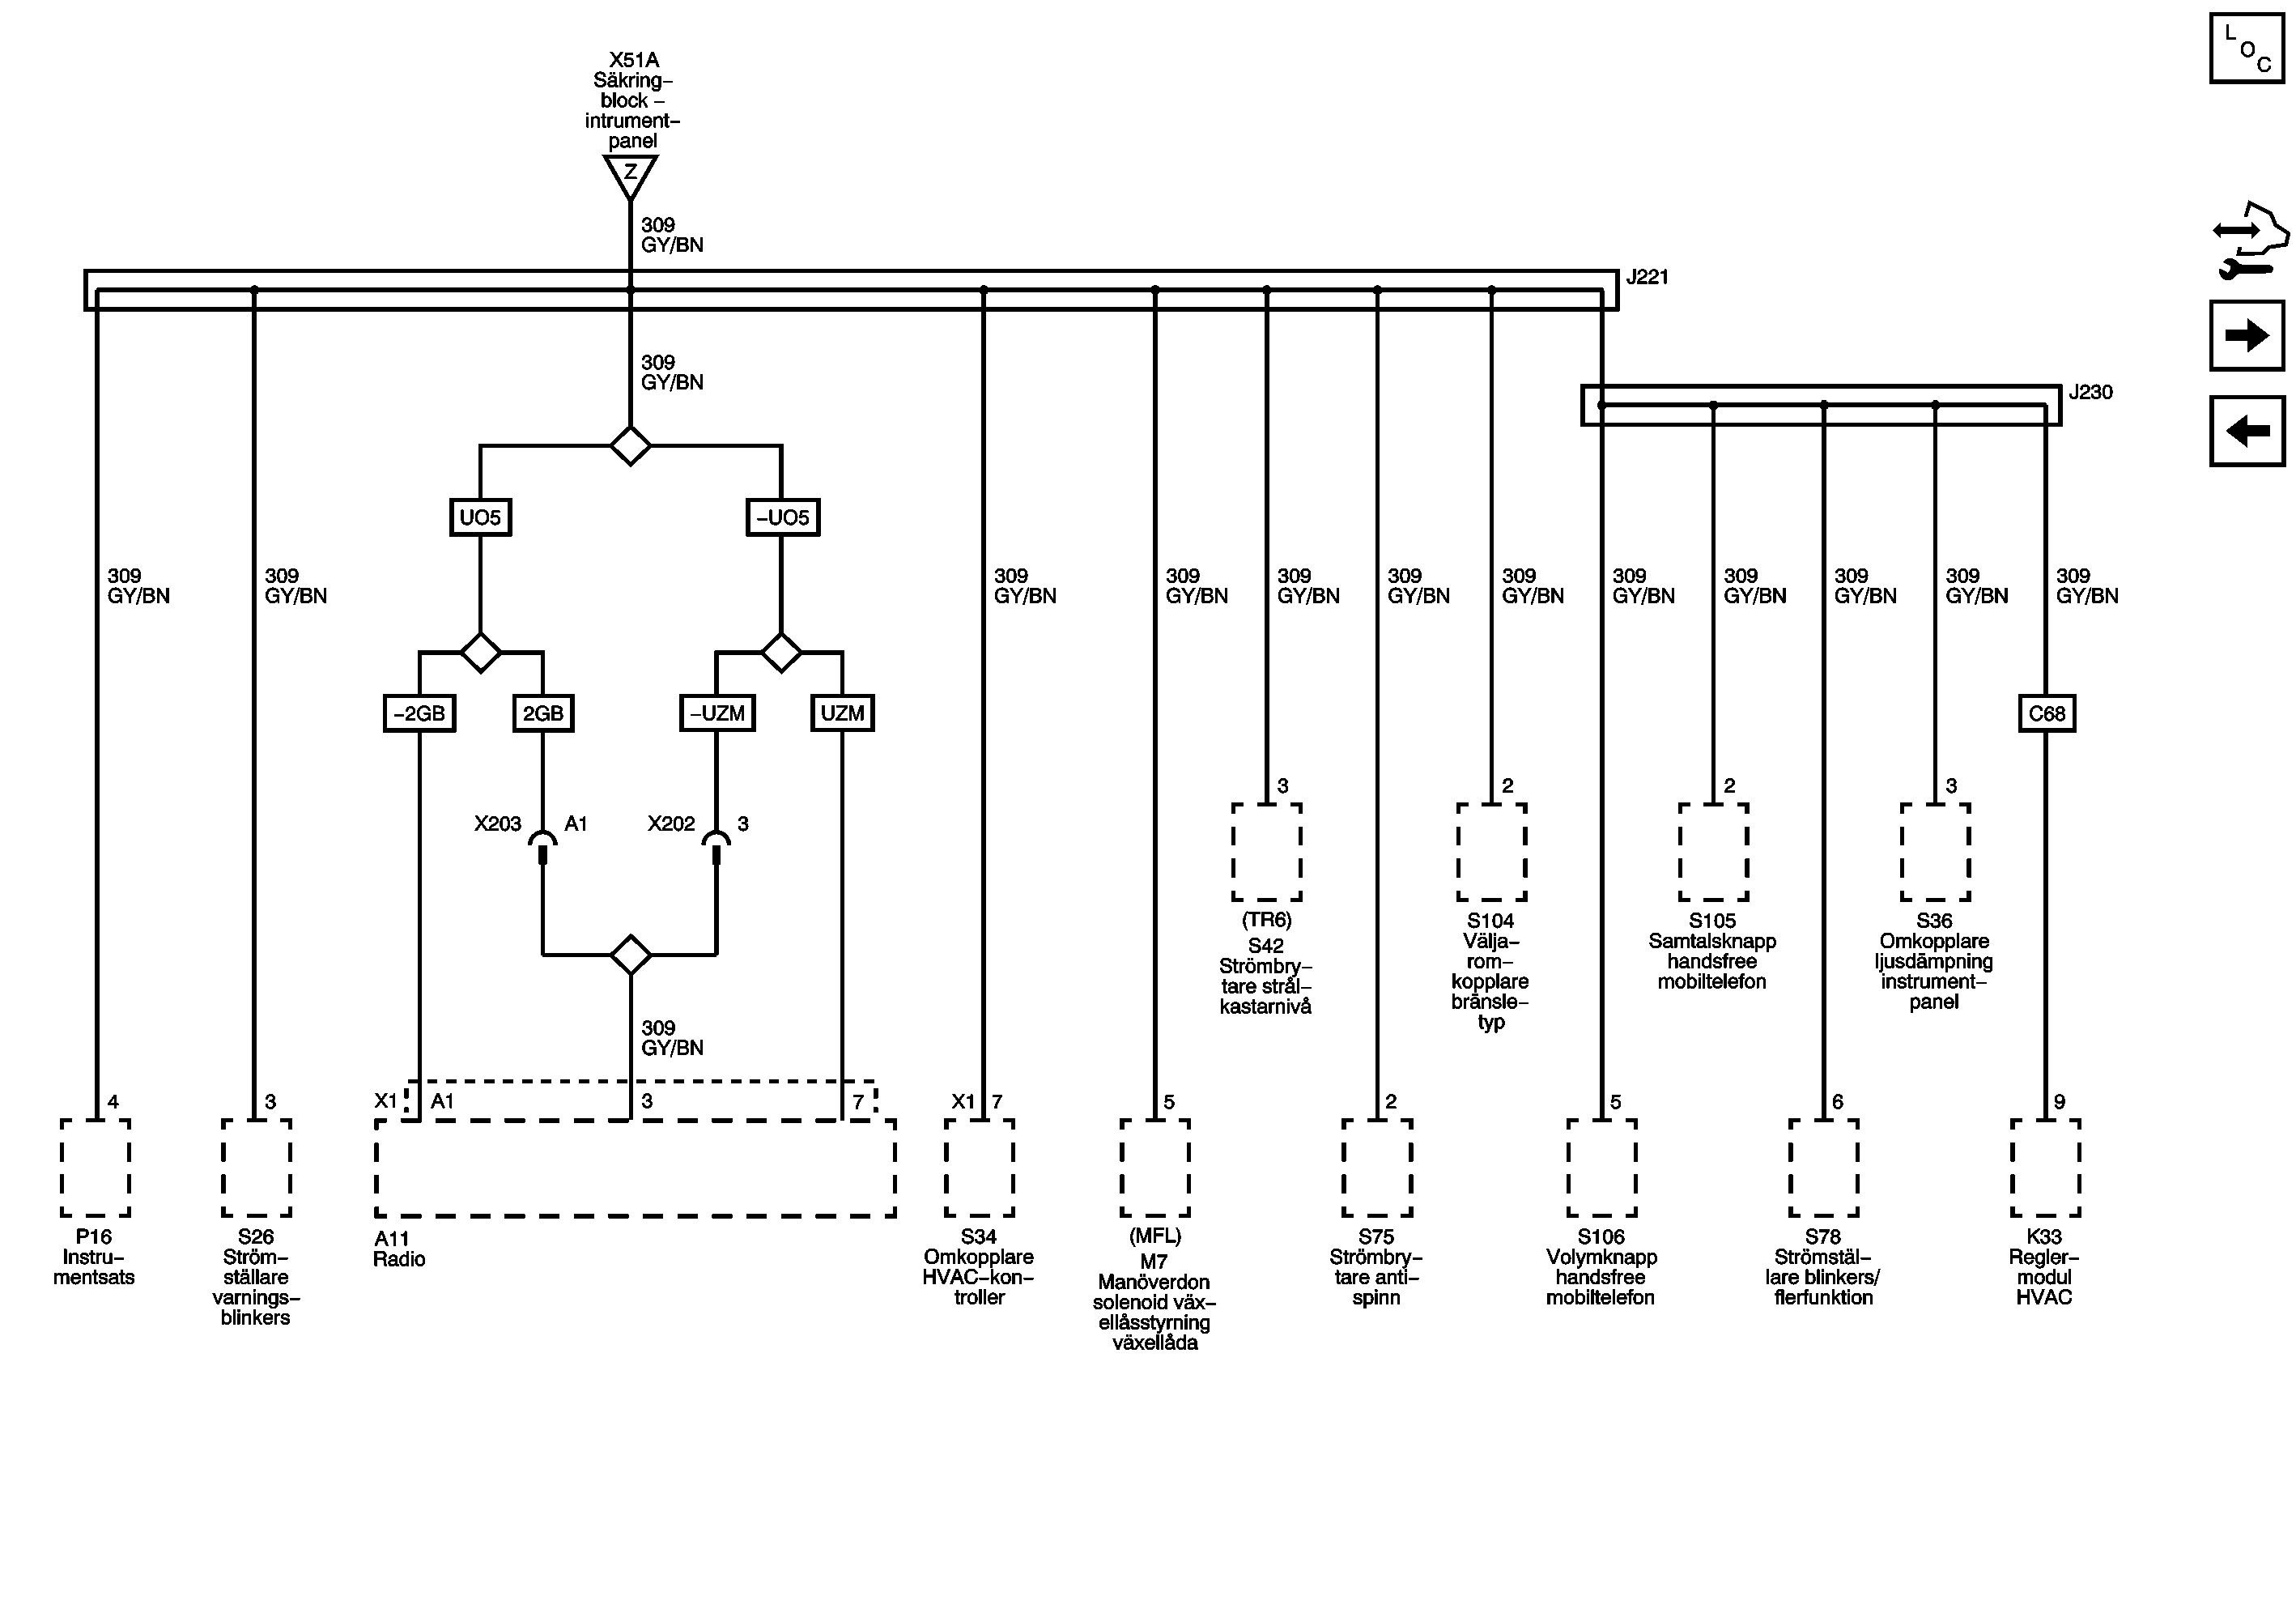 L
O
C
X51A
Säkring–
block –
intrument–
panel
Z
309
GY/BN
J221
309
GY/BN
J230
UO5
–UO5
309
GY/BN
309
GY/BN
309
GY/BN
309
GY/BN
309
GY/BN
309
GY/BN
309
GY/BN
309
GY/BN
309
GY/BN
309
GY/BN
309
GY/BN
309
GY/BN
–2GB
2GB
–UZM
UZM
C68
3
2
2
3
X203
A1
X202
3
(TR6)
S42
Strömbry–
tare strål–
kastarnivå
S104
Välja–
rom–
kopplare
bränsle–
typ
S105
Samtalsknapp
handsfree
mobiltelefon
S36
Omkopplare
ljusdämpning
instrument–
panel
309
GY/BN
4
3
X1
A1
3
7
X1
7
5
2
5
6
9
P16
Instru–
mentsats
S26
Ström–
ställare
varnings–
blinkers
A11
Radio
S34
Omkopplare
HVAC–kon–
troller
(MFL)
M7
Manöverdon
solenoid väx–
ellåsstyrning
växellåda
S75
Strömbry–
tare anti–
spinn
S106
Volymknapp
handsfree
mobiltelefon
S78
Strömstäl–
lare blinkers/
flerfunktion
K33
Regler–
modul
HVAC